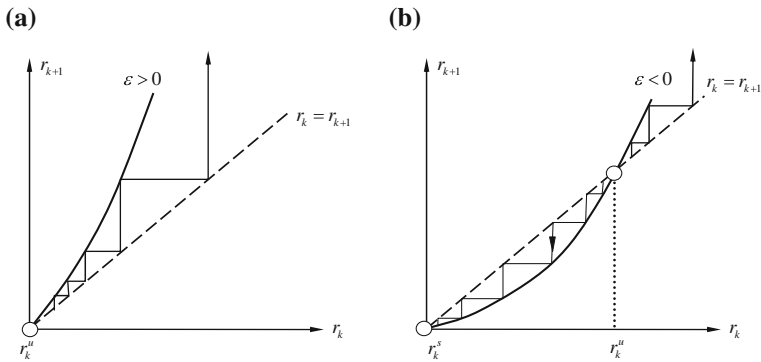 (a)
r_{k+1}
ε > 0
r_k = r_{k+1}
r_k^u
r_k
(b)
r_{k+1}
ε < 0
r_k = r_{k+1}
r_k^s
r_k^u
r_k